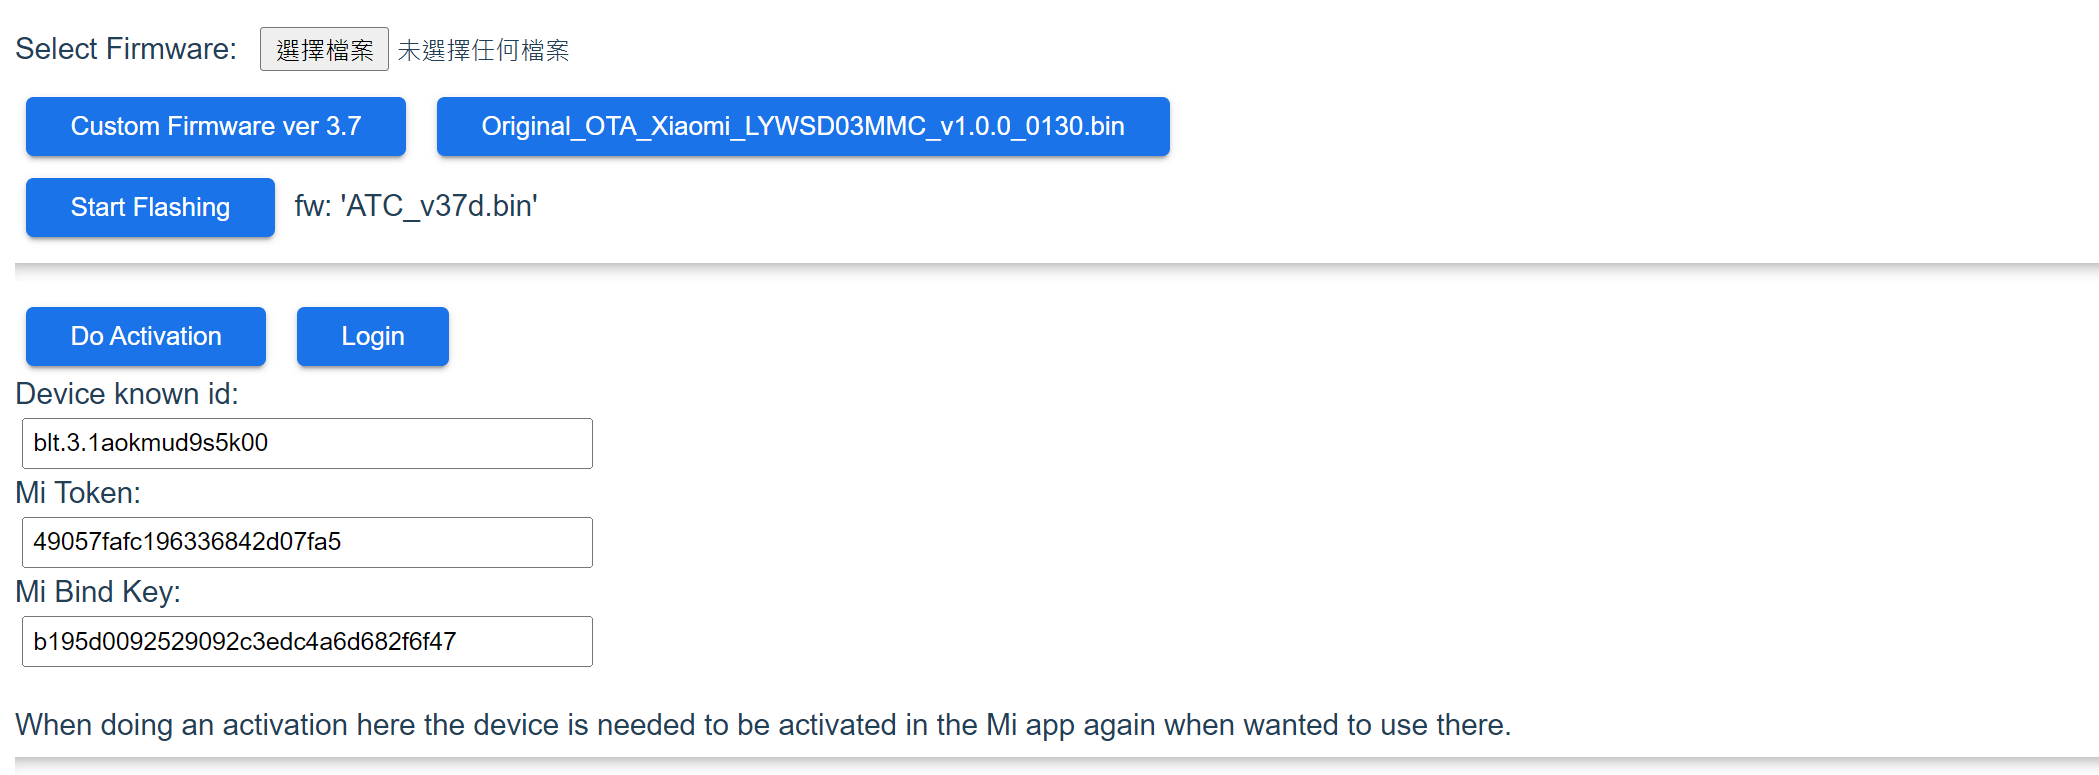 Select Firmware: 選擇檔案 未選擇任何檔案
Custom Firmware ver 3.7 Original_OTA_Xiaomi_LYWSD03MMC_v1.0.0_0130.bin
Start Flashing fw: 'ATC_v37d.bin'
Do Activation Login
Device known id:
blt.3.1aokmud9s5k00
Mi Token:
49057fafc196336842d07fa5
Mi Bind Key:
b195d0092529092c3edc4a6d682f6f47
When doing an activation here the device is needed to be activated in the Mi app again when wanted to use there.